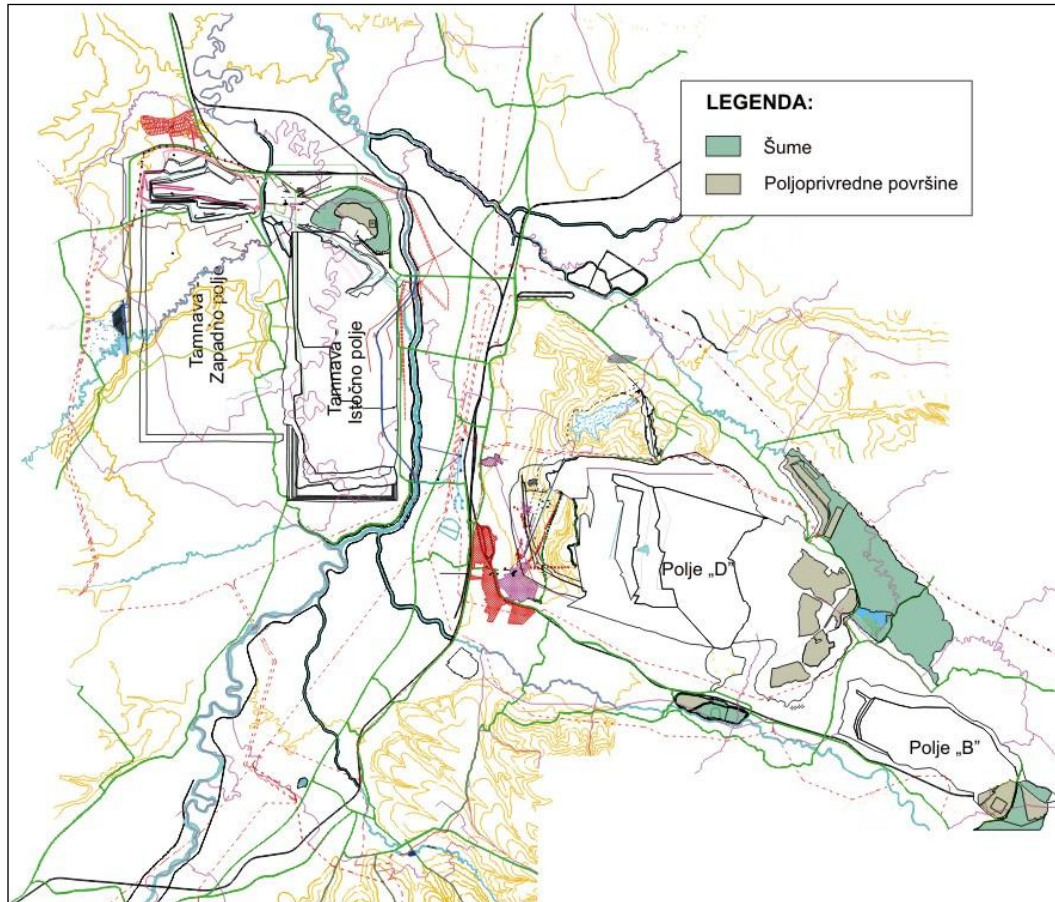 LEGENDA:
Šume
Poljoprivredne površine
Tamnava -
Zapadno polje
Tamnava -
Istočno polje
Polje „D”
Polje „B”